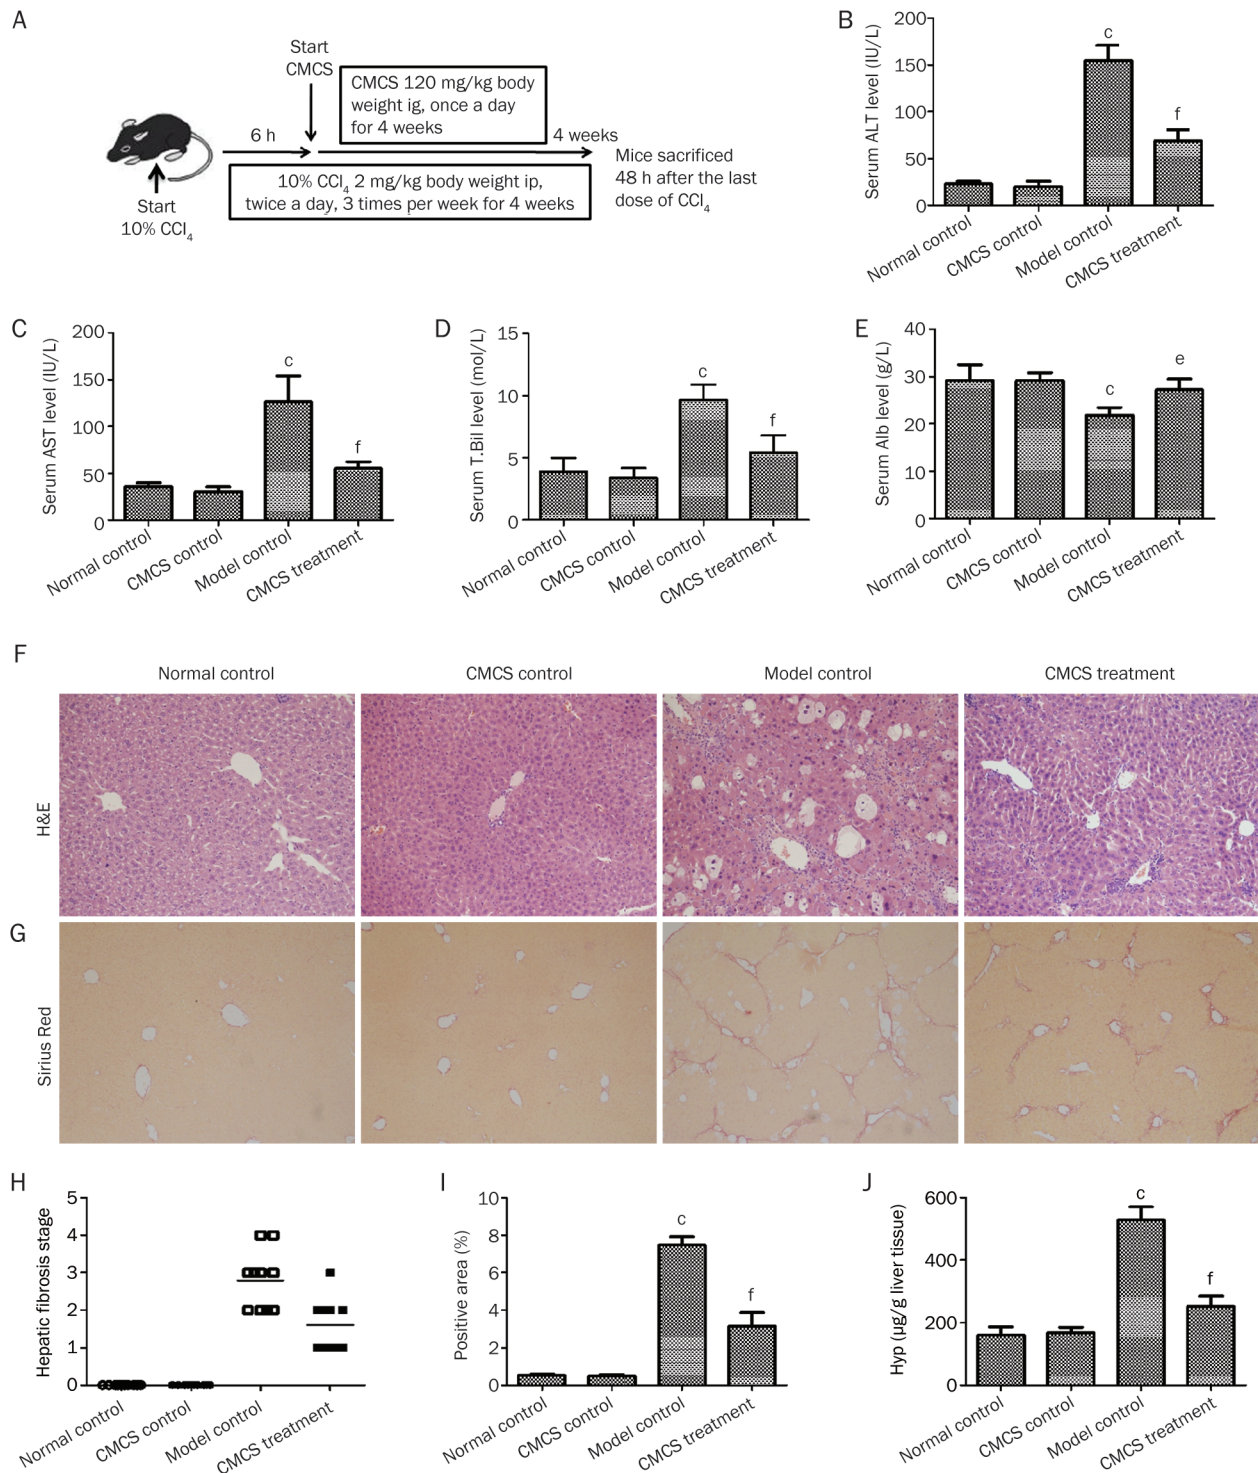 A
Start
CMCS
CMCS 120 mg/kg body
weight ig, once a day
for 4 weeks
6 h
4 weeks
10% CCl4 2 mg/kg body weight ip,
twice a day, 3 times per week for 4 weeks
Start
10% CCl4
Mice sacrificed
48 h after the last
dose of CCl4
B
Serum ALT level (IU/L)
200
150
100
50
0
c
f
Normal control
CMCS control
Model control
CMCS treatment
C
Serum AST level (IU/L)
200
150
100
50
0
c
f
Normal control
CMCS control
Model control
CMCS treatment
D
Serum T.Bil level (mol/L)
15
10
5
0
c
f
Normal control
CMCS control
Model control
CMCS treatment
E
Serum Alb level (g/L)
40
30
20
10
0
c
e
Normal control
CMCS control
Model control
CMCS treatment
F
Normal control
CMCS control
Model control
CMCS treatment
H&E
G
Sirius Red
H
Hepatic fibrosis stage
5
4
3
2
1
0
Normal control
CMCS control
Model control
CMCS treatment
I
Positive area (%)
10
8
6
4
2
0
c
f
Normal control
CMCS control
Model control
CMCS treatment
J
Hyp (μg/g liver tissue)
600
400
200
0
c
f
Normal control
CMCS control
Model control
CMCS treatment